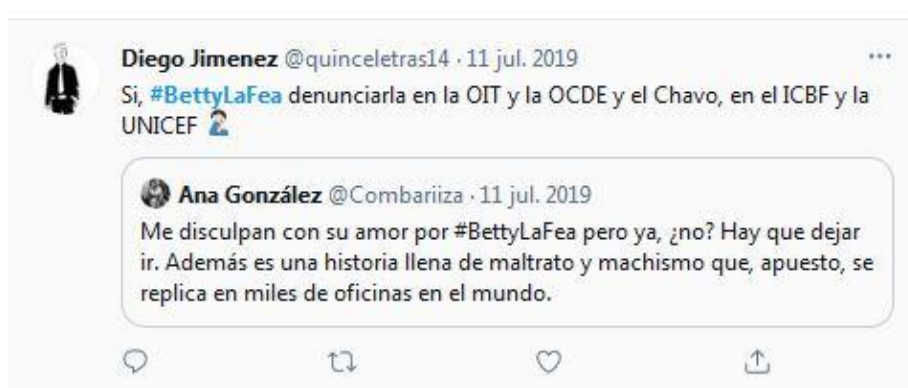 Diego Jimenez @quinceletras14 · 11 jul. 2019
Si, #BettyLaFea denunciarla en la OIT y la OCDE y el Chavo, en el ICBF y la
UNICEF 🤦🏻‍♂️
Ana González @Combariiza · 11 jul. 2019
Me disculpan con su amor por #BettyLaFea pero ya, ¿no? Hay que dejar
ir. Además es una historia llena de maltrato y machismo que, apuesto, se
replica en miles de oficinas en el mundo.